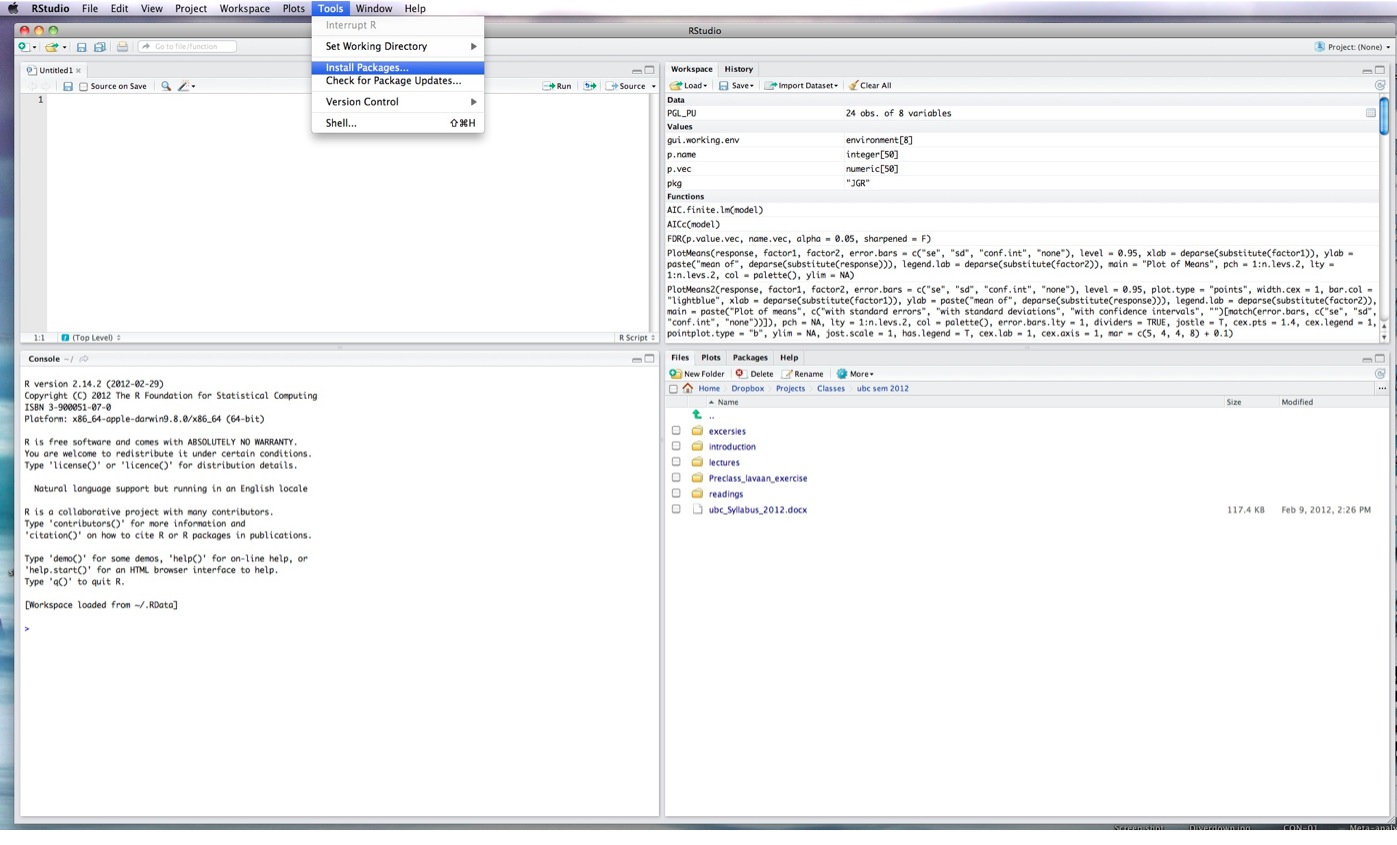 RStudio File Edit View Project Workspace Plots Tools Window Help
RStudio
Go to file/function
Project: (None)
Interrupt R
Set Working Directory
Install Packages...
Check for Package Updates...
Version Control
Shell... ⇧⌘H
Untitled1
Source on Save Run Source
1
1:1 (Top Level) R Script
Workspace History
Load Save Import Dataset Clear All
Data
PGL_PU 24 obs. of 8 variables
Values
gui.working.env environment[8]
p.name integer[50]
p.vec numeric[50]
pkg "JGR"
Functions
AIC.finite.lm(model)
AICc(model)
FDR(p.value.vec, name.vec, alpha = 0.05, sharpened = F)
PlotMeans(response, factor1, factor2, error.bars = c("se", "sd", "conf.int", "none"), level = 0.95, xlab = deparse(substitute(factor1)), ylab =
paste("mean of", deparse(substitute(response))), legend.lab = deparse(substitute(factor2)), main = "Plot of Means", pch = 1:n.levs.2, lty =
1:n.levs.2, col = palette(), ylim = NA)
PlotMeans2(response, factor1, factor2, error.bars = c("se", "sd", "conf.int", "none"), level = 0.95, plot.type = "points", width.cex = 1, bar.col =
"lightblue", xlab = deparse(substitute(factor1)), ylab = paste("mean of", deparse(substitute(response))), legend.lab = deparse(substitute(factor2)),
main = paste("Plot of means", c("with standard errors", "with standard deviations", "with confidence intervals", "")[match(error.bars, c("se", "sd",
"conf.int", "none"))]), pch = NA, lty = 1:n.levs.2, col = palette(), error.bars.lty = 1, dividers = TRUE, jostle = T, cex.pts = 1.4, cex.legend = 1,
pointplot.type = "b", ylim = NA, jost.scale = 1, has.legend = T, cex.lab = 1, cex.axis = 1, mar = c(5, 4, 4, 8) + 0.1)
Console ~/
R version 2.14.2 (2012-02-29)
Copyright (C) 2012 The R Foundation for Statistical Computing
ISBN 3-900051-07-0
Platform: x86_64-apple-darwin9.8.0/x86_64 (64-bit)
R is free software and comes with ABSOLUTELY NO WARRANTY.
You are welcome to redistribute it under certain conditions.
Type 'license()' or 'licence()' for distribution details.
Natural language support but running in an English locale
R is a collaborative project with many contributors.
Type 'contributors()' for more information and
'citation()' on how to cite R or R packages in publications.
Type 'demo()' for some demos, 'help()' for on-line help, or
'help.start()' for an HTML browser interface to help.
Type 'q()' to quit R.
[Workspace loaded from ~/.RData]
>
Files Plots Packages Help
New Folder Delete Rename More
Home Dropbox Projects Classes ubc sem 2012 ...
Name Size Modified
..
excersies
introduction
lectures
Preclass_lavaan_exercise
readings
ubc_Syllabus_2012.docx 117.4 KB Feb 9, 2012, 2:26 PM